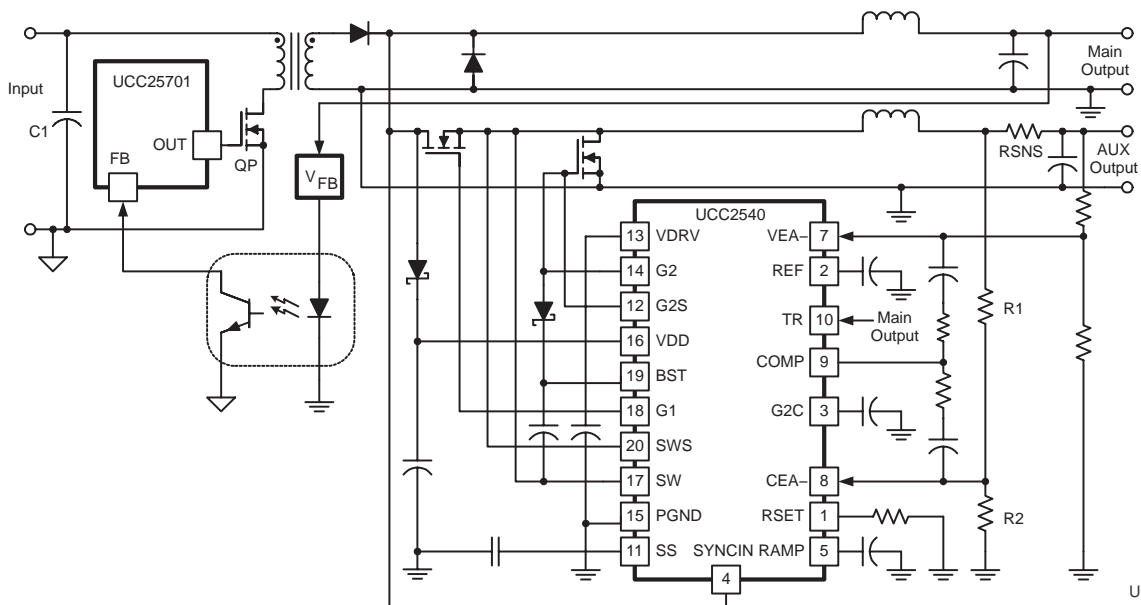 Input
C1
UCC25701
OUT
FB
QP
VFB
Main
Output
RSNS
AUX
Output
UCC2540
13 VDRV
14 G2
12 G2S
16 VDD
19 BST
18 G1
20 SWS
17 SW
15 PGND
11 SS
SYNCIN
4
VEA− 7
REF 2
TR 10
Main
Output
COMP 9
G2C 3
CEA− 8
RSET 1
RAMP 5
R1
R2
U